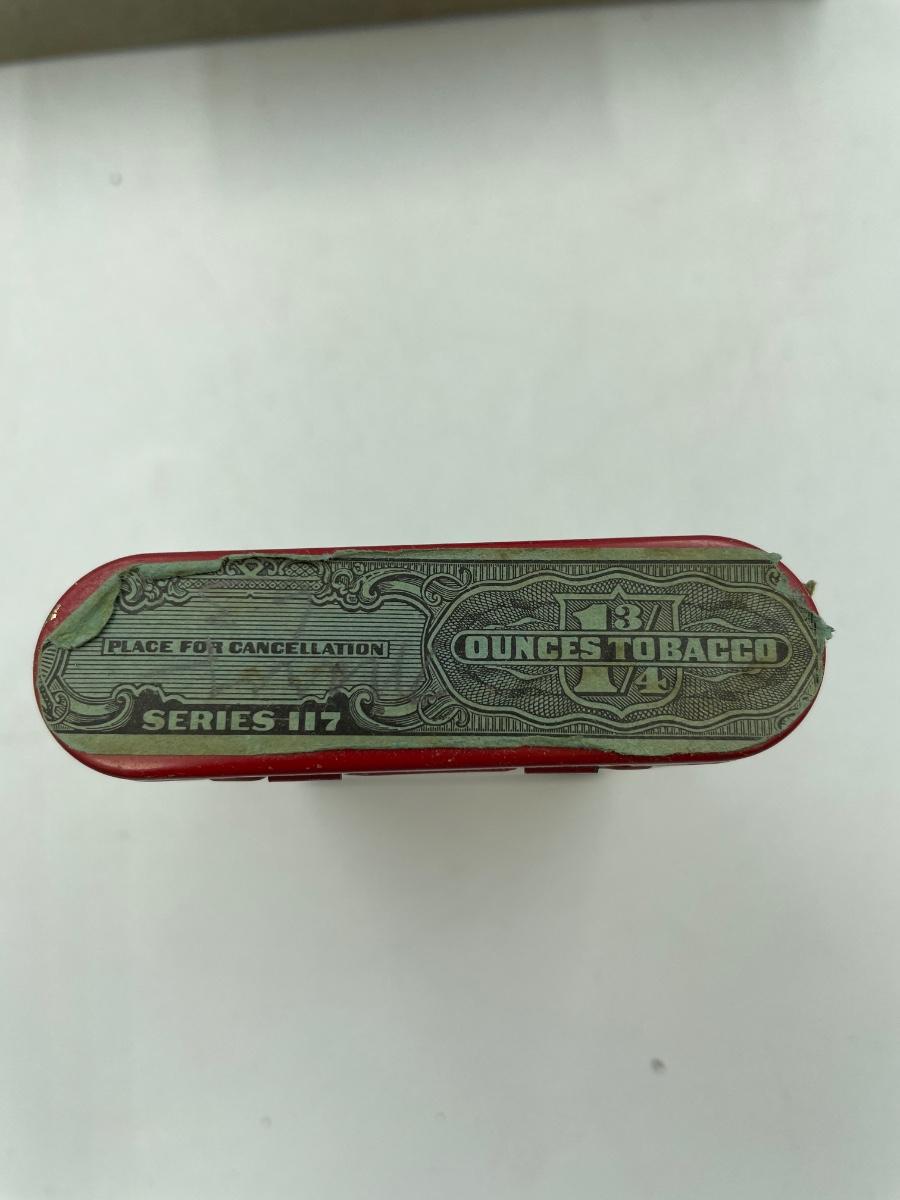 PLACE FOR CANCELLATION
SERIES 117
1 3/4
OUNCES TOBACCO